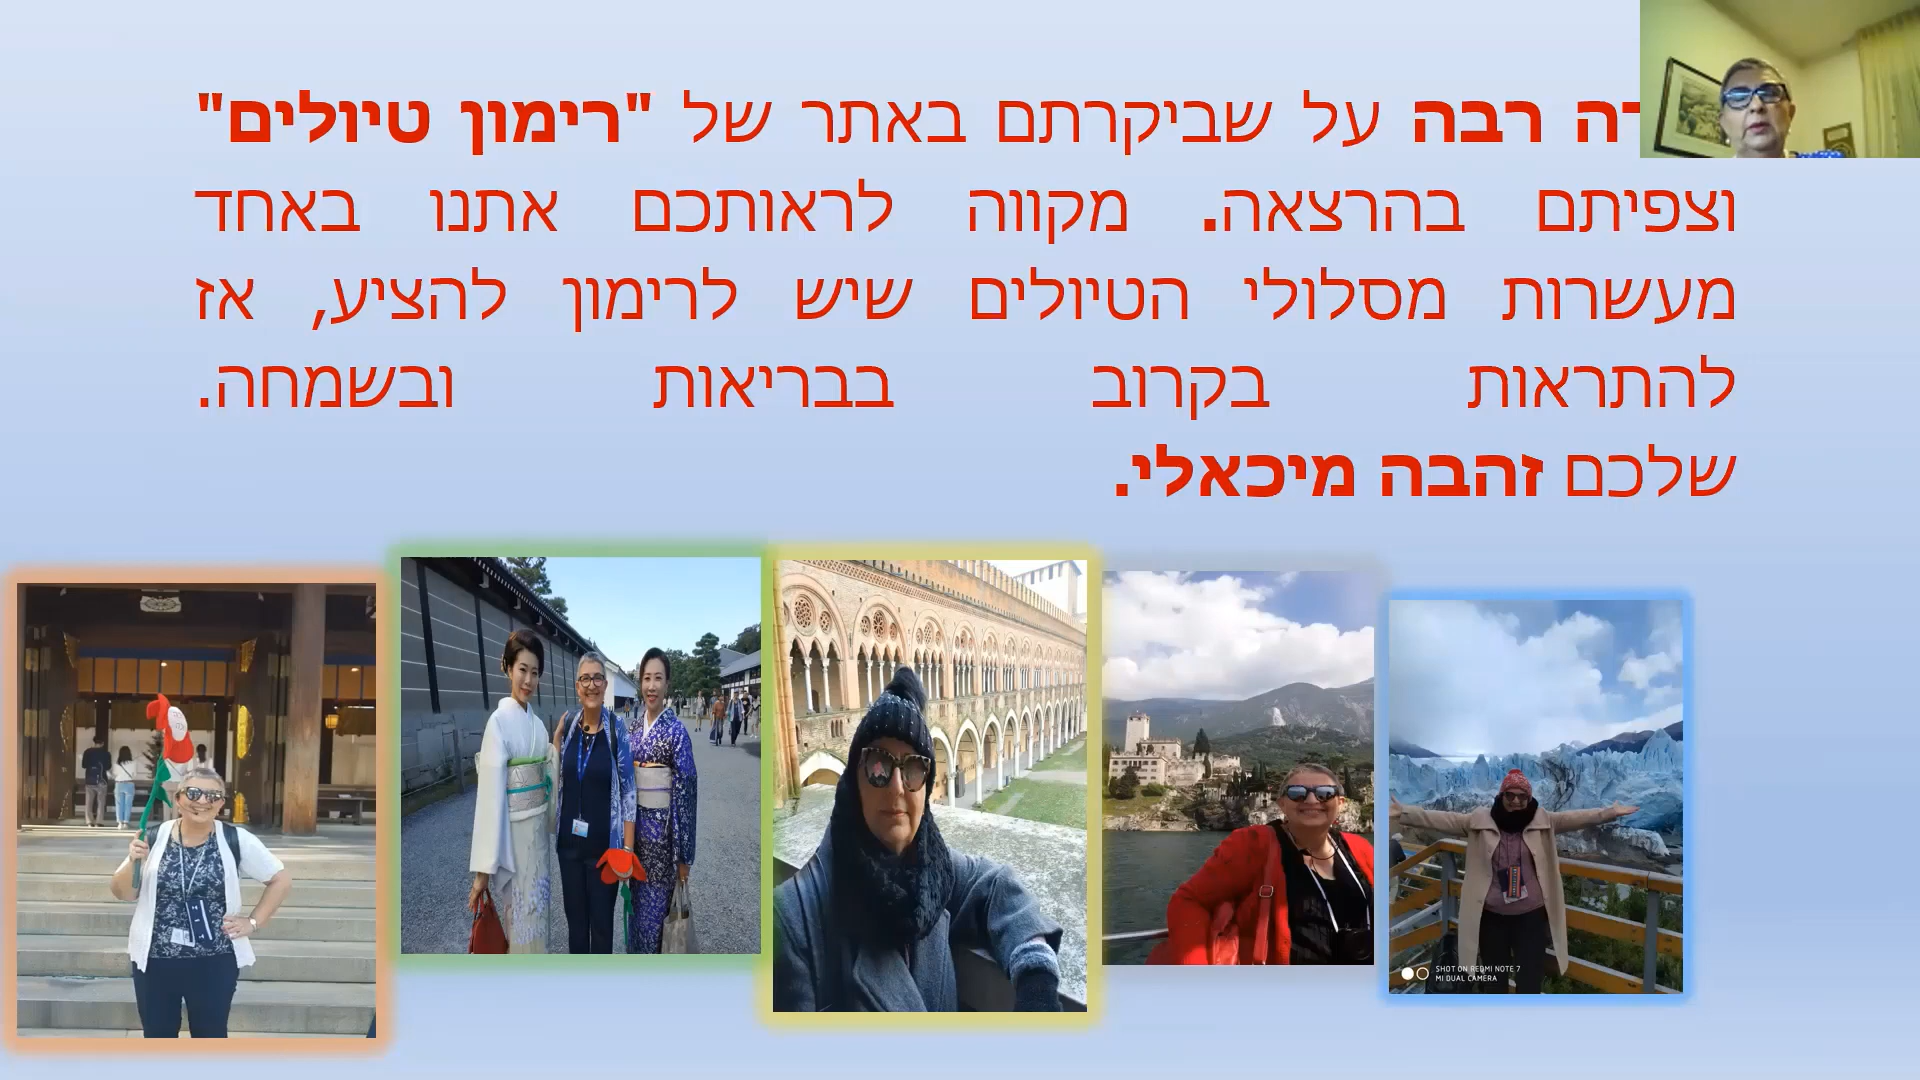 רבה על שביקרתם באתר של "רימון טיולים"
וצפיתם בהרצאה. מקווה לראותכם אתנו באחד
מעשרות מסלולי הטיולים שיש לרימון להציע, אז
להתראות בקרוב בבריאות ובשמחה.
שלכם זהבה מיכאלי.
SHOT ON REDMI NOTE 7
MI DUAL CAMERA